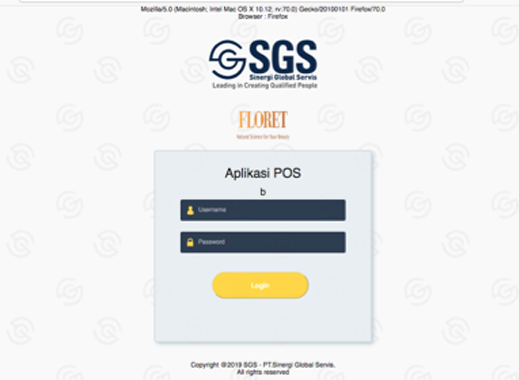 Mozilla/5.0 (Macintosh; Intel Mac OS X 10.12; rv:70.0) Gecko/20100101 Firefox/70.0
Browser : Firefox
SGS
Sinergi Global Servis
Leading in Creating Qualified People
FLORET
Natural Science for Your Beauty
Aplikasi POS
b
Username
Password
Login
Copyright @2019 SGS - PT.Sinergi Global Servis.
All rights reserved